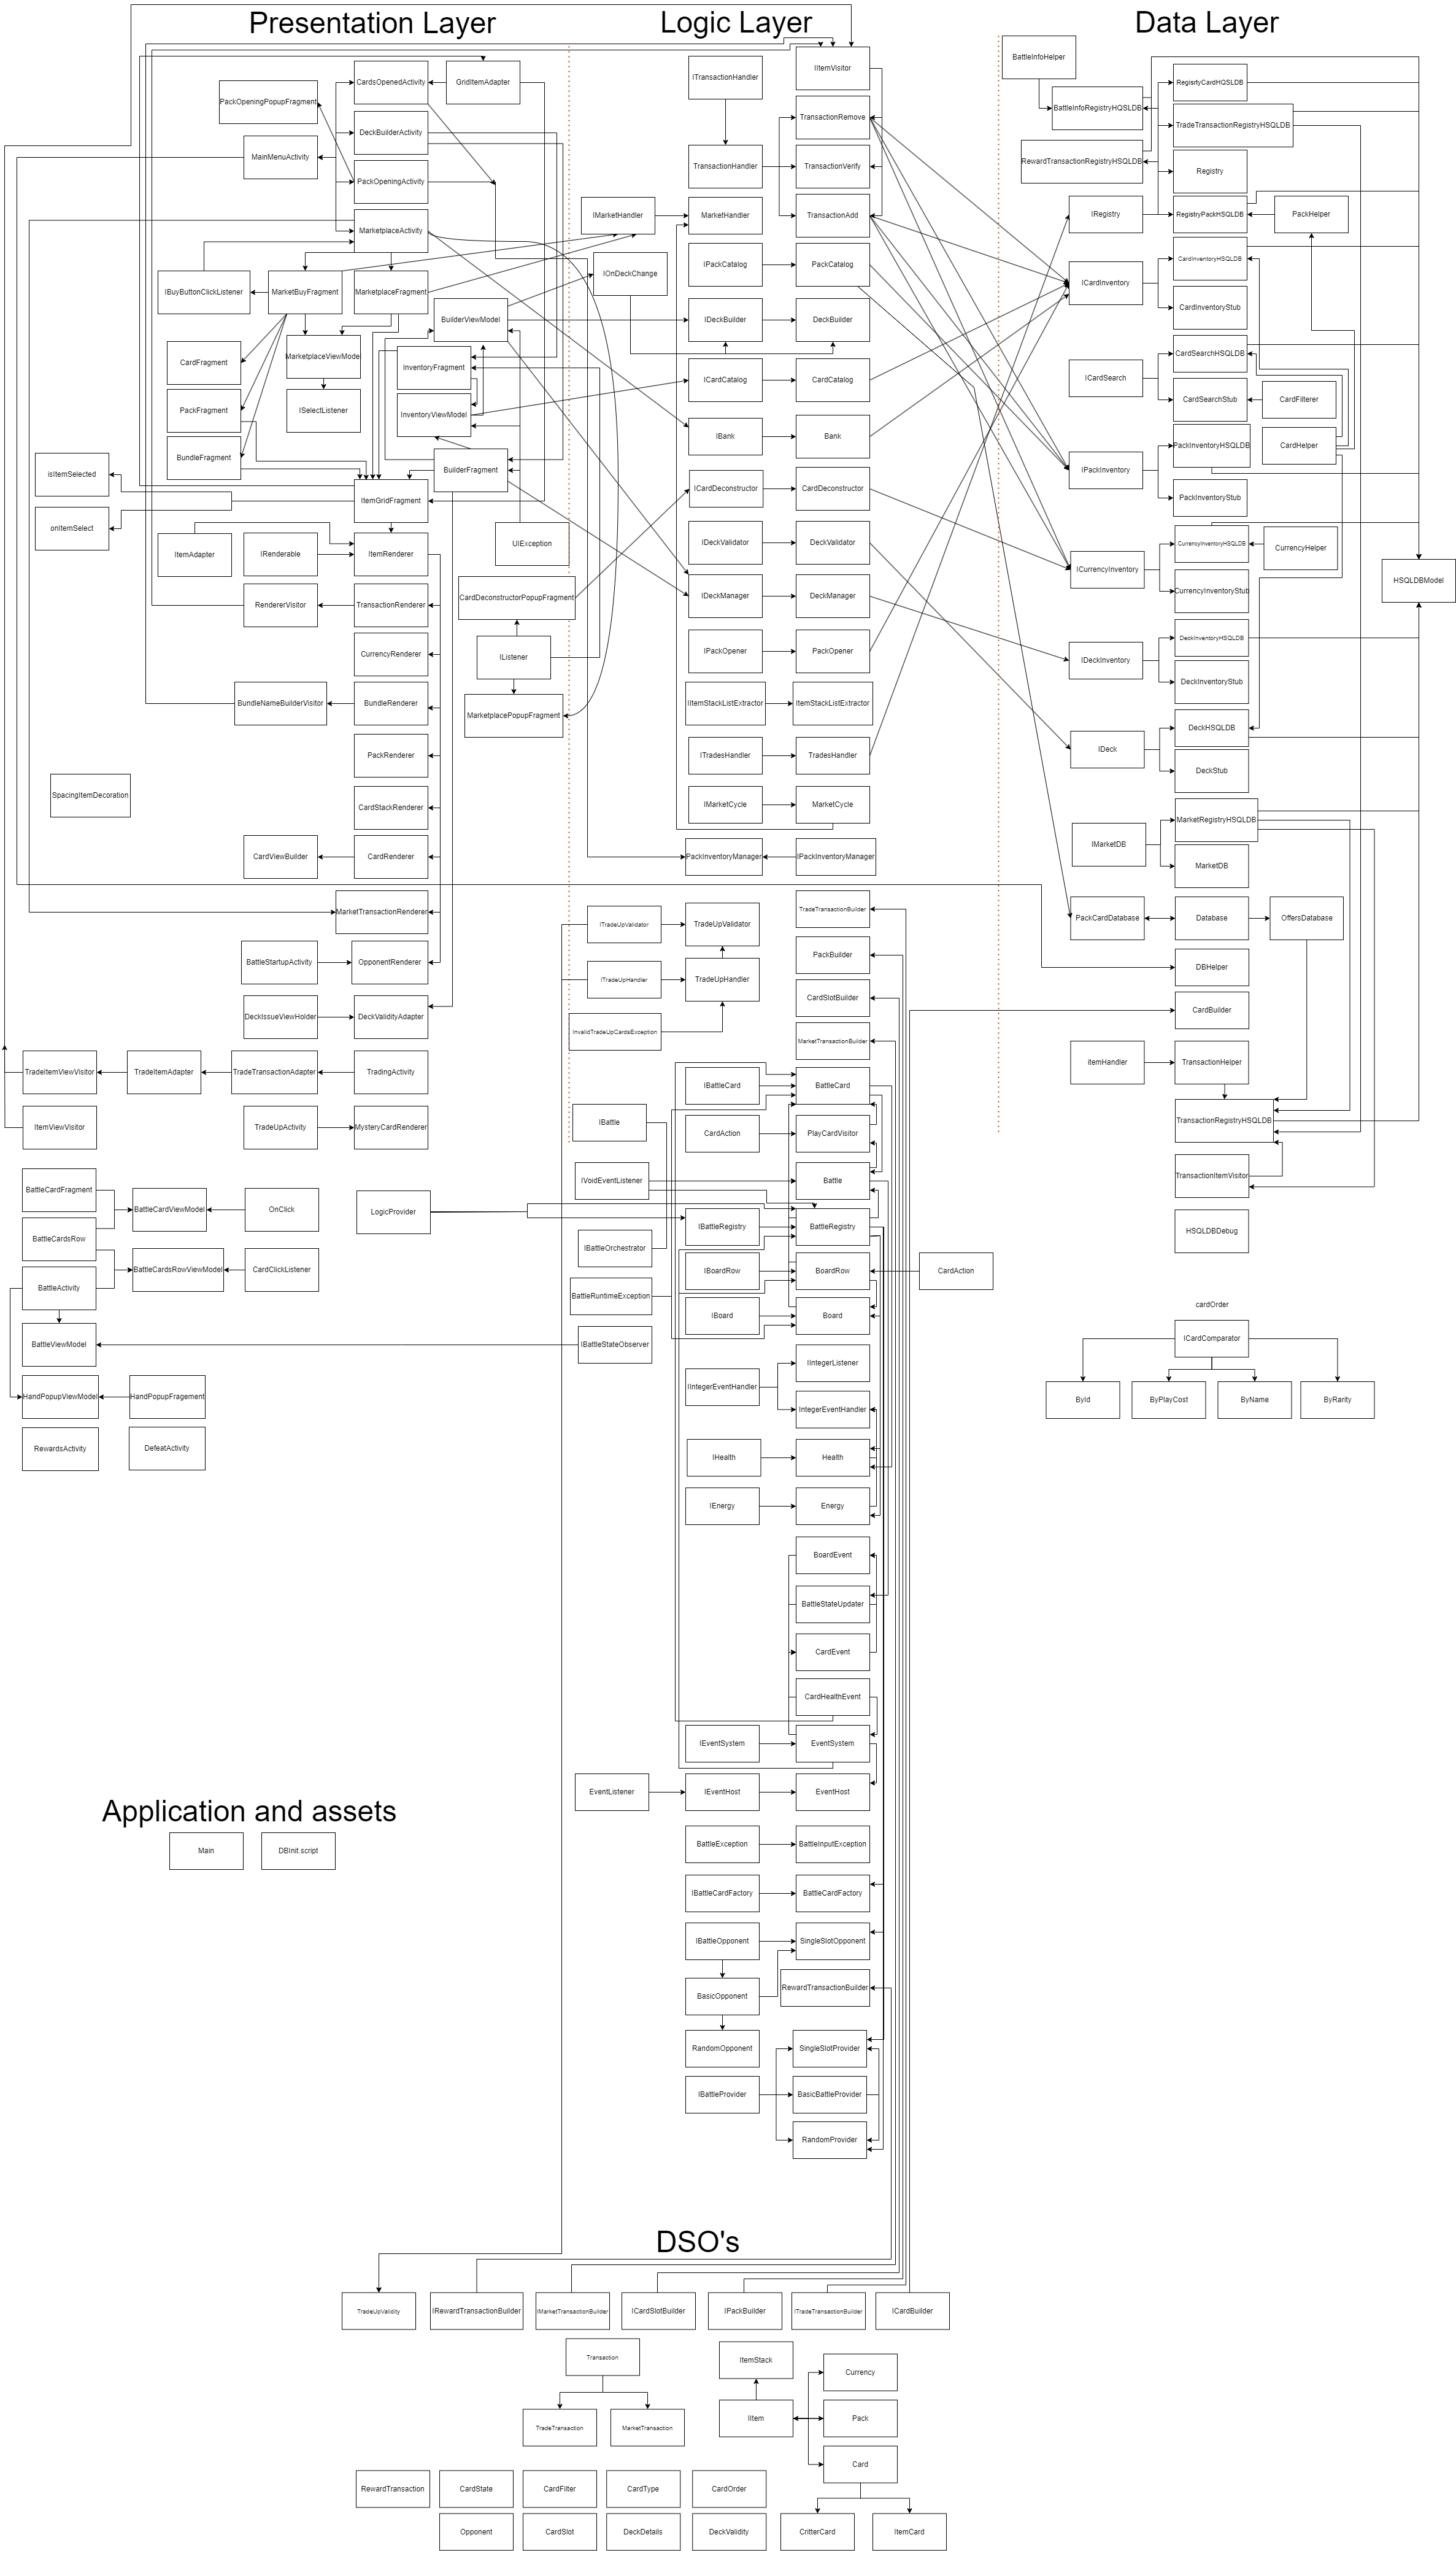 Presentation Layer
Logic Layer
Data Layer
CardsOpenedActivity
GridItemAdapter
PackOpeningPopupFragment
DeckBuilderActivity
MainMenuActivity
PackOpeningActivity
MarketplaceActivity
IBuyButtonClickListener
MarketBuyFragment
MarketplaceFragment
BuilderViewModel
CardFragment
MarketplaceViewModel
InventoryFragment
PackFragment
ISelectListener
InventoryViewModel
BundleFragment
BuilderFragment
isItemSelected
ItemGridFragment
onItemSelect
ItemAdapter
IRenderable
ItemRenderer
UIException
RendererVisitor
TransactionRenderer
CardDeconstructorPopupFragment
CurrencyRenderer
IListener
BundleNameBuilderVisitor
BundleRenderer
MarketplacePopupFragment
PackRenderer
SpacingItemDecoration
CardStackRenderer
CardViewBuilder
CardRenderer
MarketTransactionRenderer
BattleStartupActivity
OpponentRenderer
DeckIssueViewHolder
DeckValidityAdapter
TradeItemViewVisitor
TradeItemAdapter
TradeTransactionAdapter
TradingActivity
ItemViewVisitor
TradeUpActivity
MysteryCardRenderer
BattleCardFragment
BattleCardViewModel
OnClick
LogicProvider
BattleCardsRow
BattleCardsRowViewModel
CardClickListener
BattleActivity
BattleViewModel
HandPopupViewModel
HandPopupFragement
RewardsActivity
DefeatActivity
IItemVisitor
ITransactionHandler
TransactionRemove
TransactionHandler
TransactionVerify
IMarketHandler
MarketHandler
TransactionAdd
IOnDeckChange
IPackCatalog
PackCatalog
IDeckBuilder
DeckBuilder
ICardCatalog
CardCatalog
IBank
Bank
ICardDeconstructor
CardDeconstructor
IDeckValidator
DeckValidator
IDeckManager
DeckManager
IPackOpener
PackOpener
IItemStackListExtractor
ItemStackListExtractor
ITradesHandler
TradesHandler
IMarketCycle
MarketCycle
PackInventoryManager
IPackInventoryManager
ITradeUpValidator
TradeUpValidator
TradeTransactionBuilder
PackBuilder
ITradeUpHandler
TradeUpHandler
CardSlotBuilder
InvalidTradeUpCardsException
MarketTransactionBuilder
IBattleCard
BattleCard
IBattle
CardAction
PlayCardVisitor
IVoidEventListener
Battle
IBattleRegistry
BattleRegistry
IBattleOrchestrator
IBoardRow
BoardRow
CardAction
BattleRuntimeException
IBoard
Board
IBattleStateObserver
IIntegerListener
IIntegerEventHandler
IntegerEventHandler
IHealth
Health
IEnergy
Energy
BoardEvent
BattleStateUpdater
CardEvent
CardHealthEvent
IEventSystem
EventSystem
EventListener
IEventHost
EventHost
BattleException
BattleInputException
IBattleCardFactory
BattleCardFactory
IBattleOpponent
SingleSlotOpponent
BasicOpponent
RewardTransactionBuilder
RandomOpponent
SingleSlotProvider
IBattleProvider
BasicBattleProvider
RandomProvider
BattleInfoHelper
RegisrtyCardHQSLDB
BattleInfoRegistryHQSLDB
TradeTransactionRegistryHSQLDB
RewardTransactionRegistryHSQLDB
Registry
IRegistry
RegistryPackHSQLDB
PackHelper
CardInventoryHSQLDB
ICardInventory
CardInventoryStub
CardSearchHSQLDB
ICardSearch
CardSearchStub
CardFilterer
PackInventoryHSQLDB
CardHelper
IPackInventory
PackInventoryStub
CurrencyInventoryHSQLDB
CurrencyHelper
ICurrencyInventory
CurrencyInventoryStub
HSQLDBModel
DeckInventoryHSQLDB
IDeckInventory
DeckInventoryStub
DeckHSQLDB
IDeck
DeckStub
MarketRegistryHSQLDB
IMarketDB
MarketDB
PackCardDatabase
Database
OffersDatabase
DBHelper
CardBuilder
itemHandler
TransactionHelper
TransactionRegistryHSQLDB
TransactionItemVisitor
HSQLDBDebug
cardOrder
ICardComparator
ById
ByPlayCost
ByName
ByRarity
Application and assets
Main
DBInit.script
DSO's
TradeUpValidity
IRewardTransactionBuilder
IMarketTransactionBuilder
ICardSlotBuilder
IPackBuilder
ITradeTransactionBuilder
ICardBuilder
Transaction
ItemStack
Currency
TradeTransaction
MarketTransaction
IItem
Pack
Card
RewardTransaction
CardState
CardFilter
CardType
CardOrder
Opponent
CardSlot
DeckDetails
DeckValidity
CritterCard
ItemCard